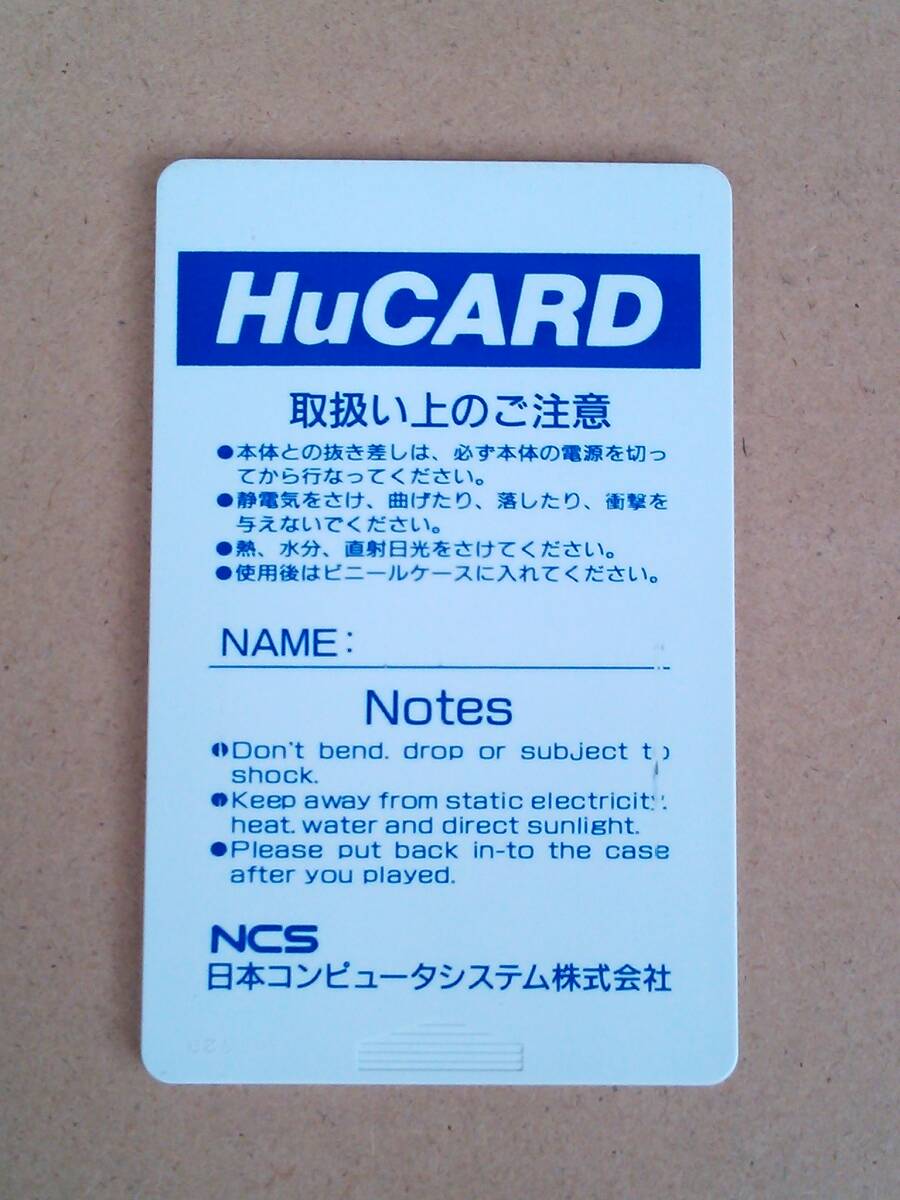 HuCARD
取扱い上のご注意
●本体との抜き差しは、必ず本体の電源を切っ
てから行なってください。
●静電気をさけ、曲げたり、落したり、衝撃を
与えないでください。
●熱、水分、直射日光をさけてください。
●使用後はビニールケースに入れてください。
NAME:
Notes
●Don't bend. drop or subject to
shock.
●Keep away from static electricity.
heat. water and direct sunlight.
●Please put back in-to the case
after you played.
NCS
日本コンピュータシステム株式会社